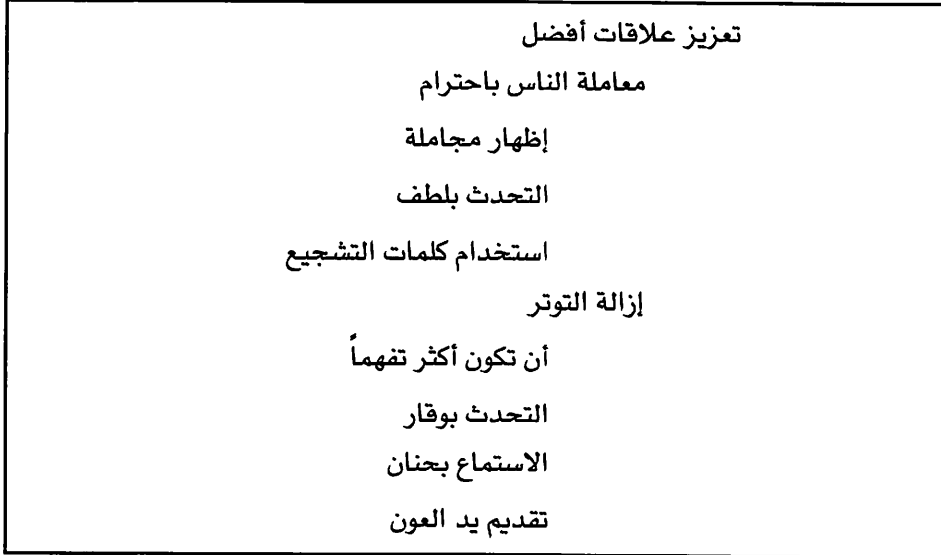 تعزيز علاقات أفضل
معاملة الناس باحترام
إظهار مجاملة
التحدث بلطف
استخدام كلمات التشجيع
إزالة التوتر
أن تكون أكثر تفهماً
التحدث بوقار
الاستماع بحنان
تقديم يد العون